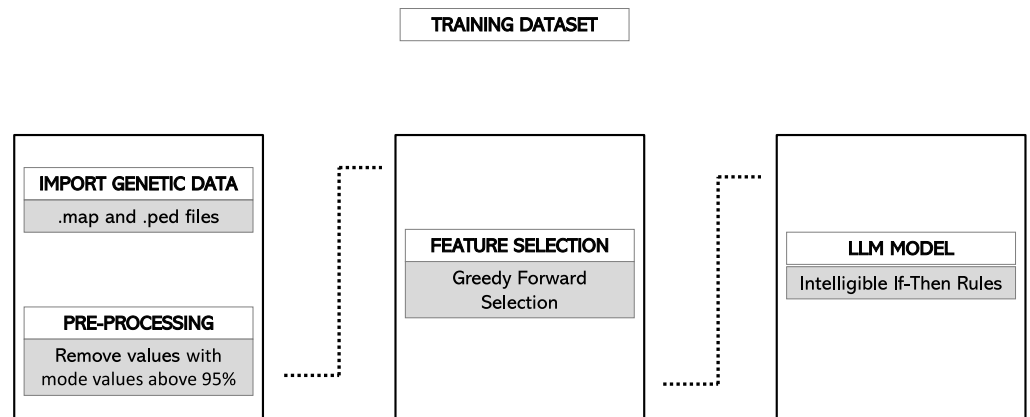 TRAINING DATASET
IMPORT GENETIC DATA
.map and .ped files
PRE-PROCESSING
Remove values with
mode values above 95%
FEATURE SELECTION
Greedy Forward
Selection
LLM MODEL
Intelligible If-Then Rules